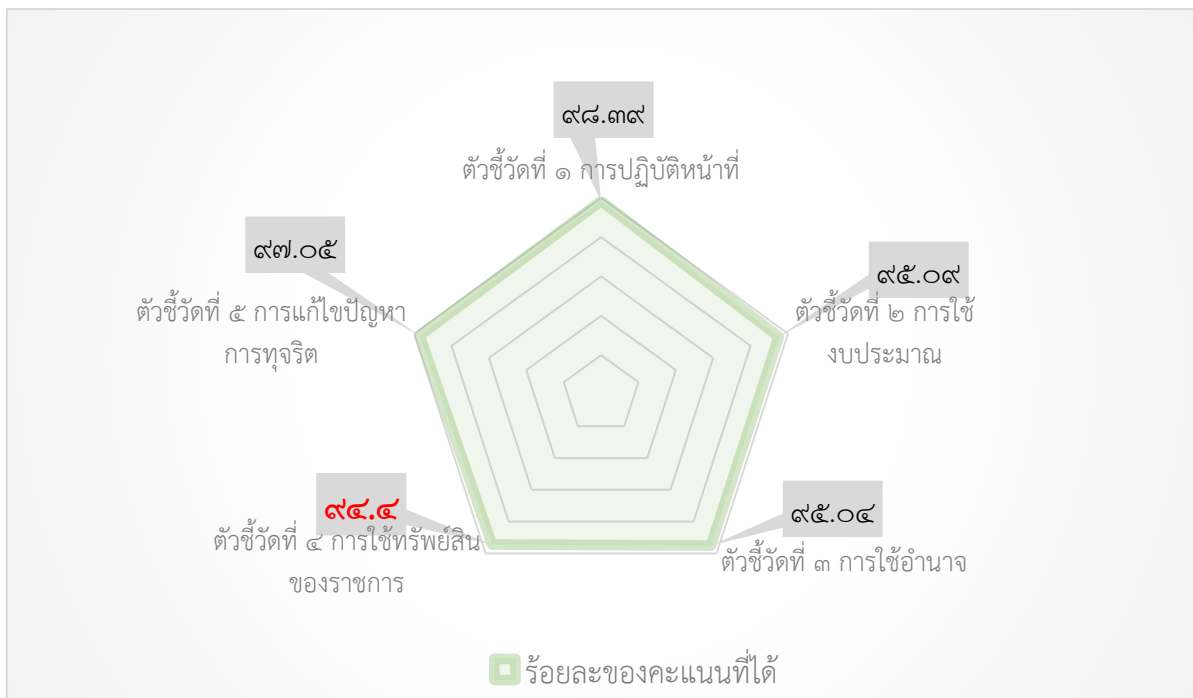 ๙๘.๓๙
ตัวชี้วัดที่ ๑ การปฏิบัติหน้าที่
๙๗.๐๕
๙๕.๐๙
ตัวชี้วัดที่ ๕ การแก้ไขปัญหา
การทุจริต
ตัวชี้วัดที่ ๒ การใช้
งบประมาณ
๙๔.๔
๙๕.๐๔
ตัวชี้วัดที่ ๔ การใช้ทรัพย์สิน
ของราชการ
ตัวชี้วัดที่ ๓ การใช้อำนาจ
ร้อยละของคะแนนที่ได้